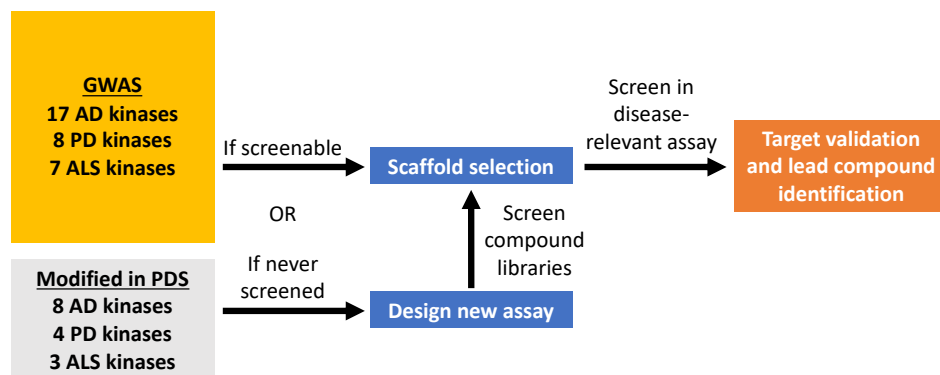 GWAS
17 AD kinases
8 PD kinases
7 ALS kinases
Modified in PDS
8 AD kinases
4 PD kinases
3 ALS kinases
If screenable
OR
If never
screened
Scaffold selection
Screen
compound
libraries
Design new assay
Screen in
disease-
relevant assay
Target validation
and lead compound
identification